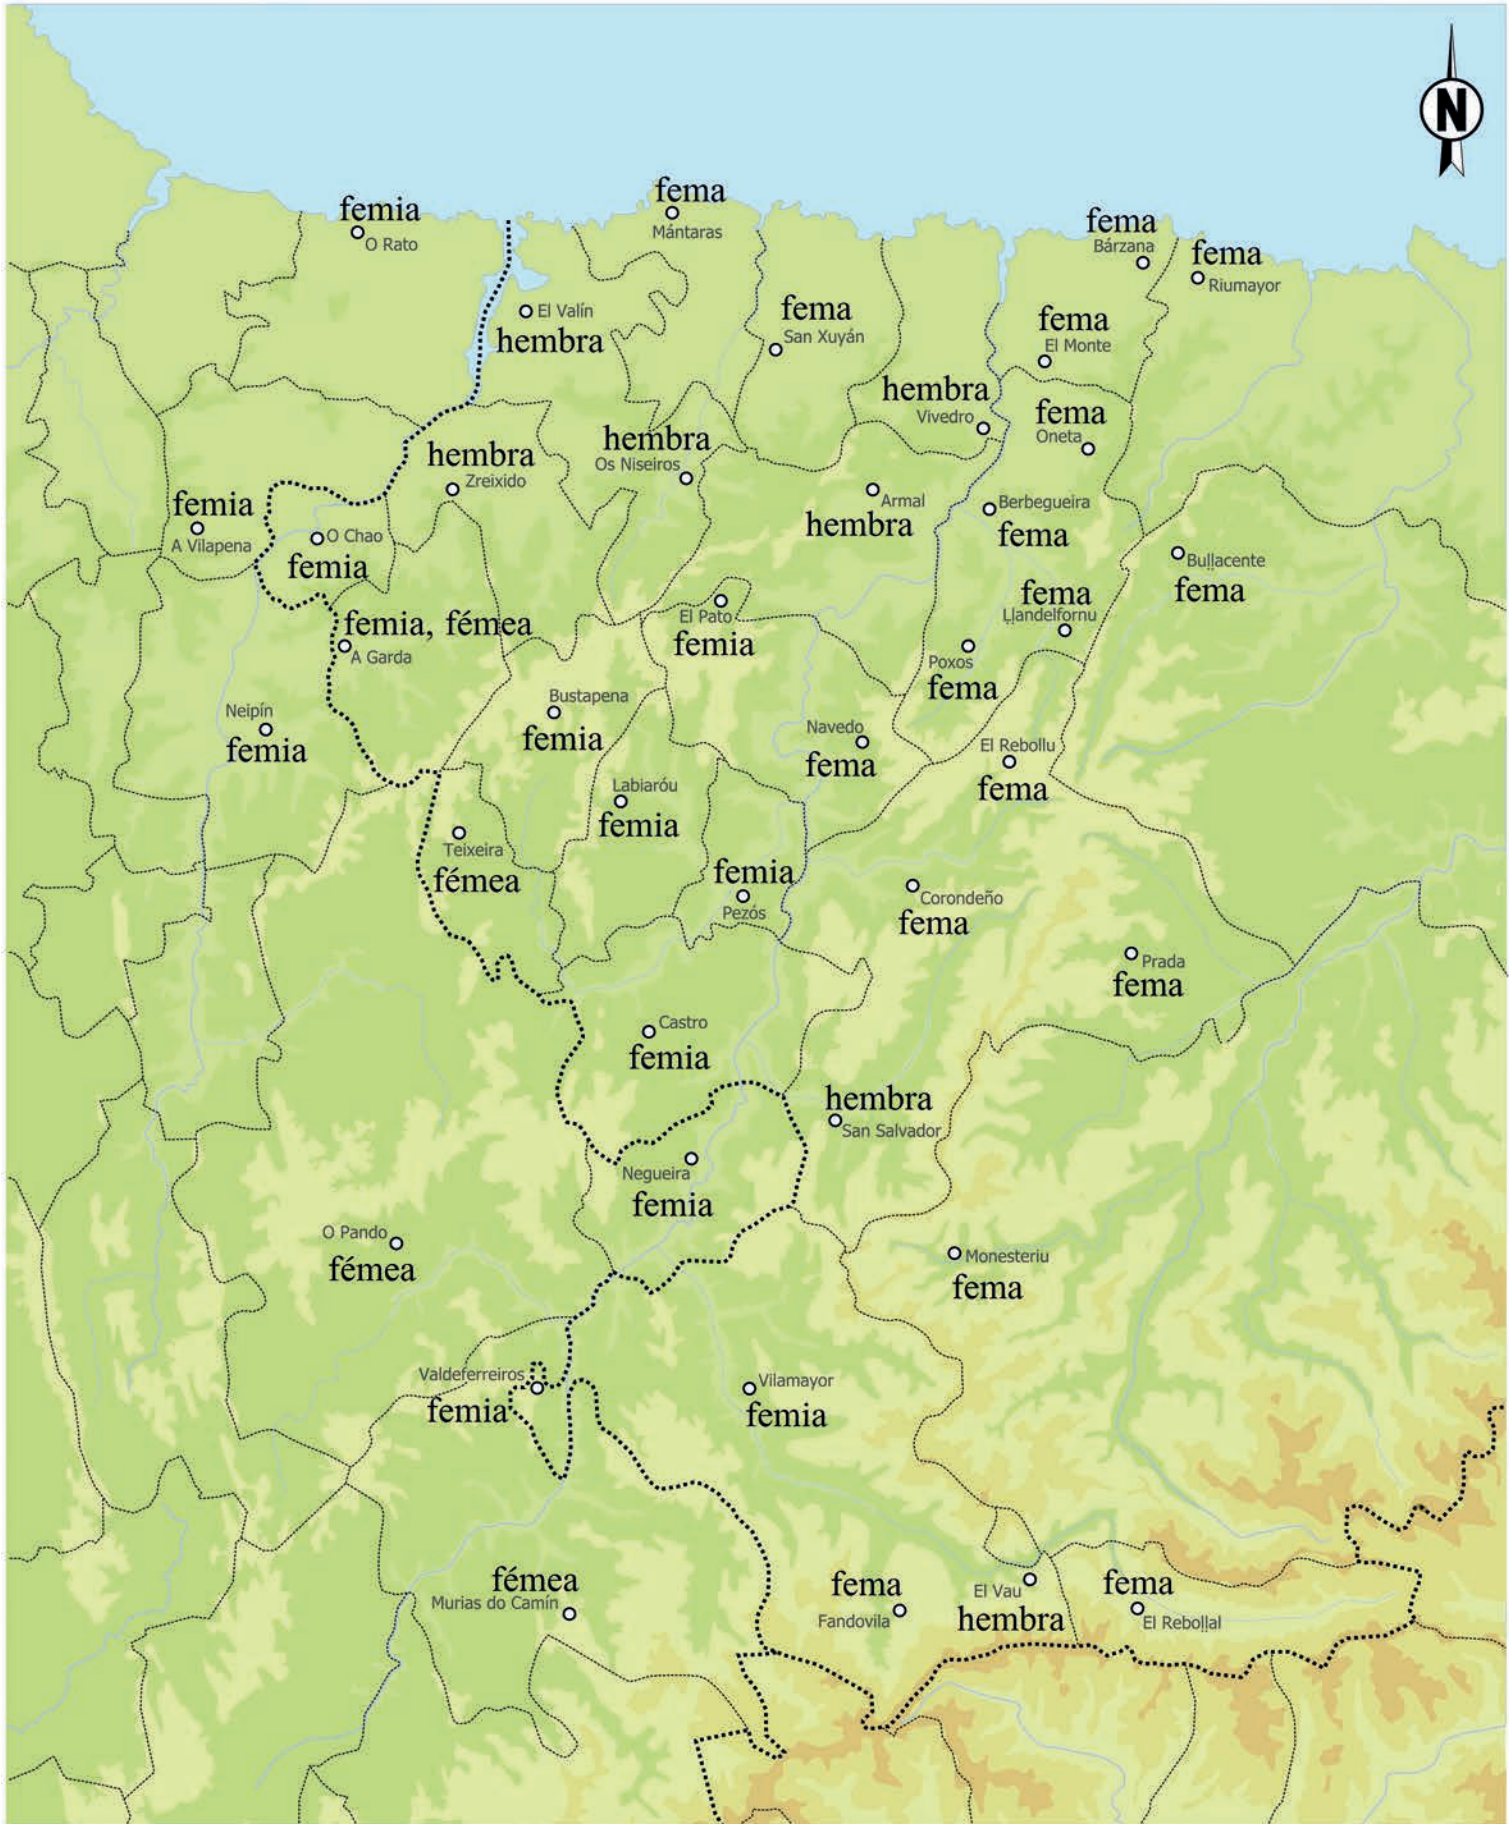 N
fema
Mántaras
femia
O Rato
fema
Bárzana
fema
Riumayor
El Valín
hembra
fema
San Xuyán
fema
El Monte
hembra
Vivedro
fema
Oneta
hembra
Zreixido
hembra
Os Niseiros
femia
A Vilapena
O Chao
femia
Armal
hembra
Berbegueira
fema
Buḷḷacente
fema
femia, fémea
A Garda
El Pato
femia
fema
Ḷḷandelfornu
Poxos
fema
Neipín
femia
Bustapena
femia
Navedo
fema
El Rebollu
fema
Labiaróu
femia
Teixeira
fémea
femia
Pezós
Corondeño
fema
Prada
fema
Castro
femia
hembra
San Salvador
Negueira
femia
O Pando
fémea
Monesteriu
fema
Valdeferreiros
femia
Vilamayor
femia
fémea
Murias do Camín
fema
Fandovila
El Vau
hembra
fema
El Reboḷḷal